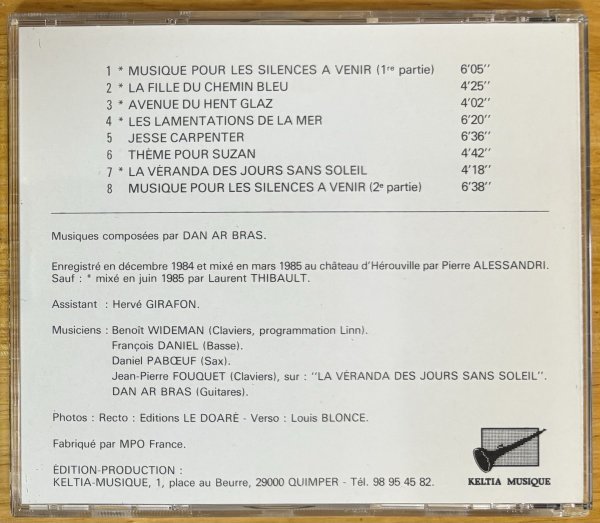 1 * MUSIQUE POUR LES SILENCES A VENIR (1re partie) 6'05''
2 * LA FILLE DU CHEMIN BLEU 4'25''
3 * AVENUE DU HENT GLAZ 4'02''
4 * LES LAMENTATIONS DE LA MER 6'20''
5 JESSE CARPENTER 6'36''
6 THÈME POUR SUZAN 4'42''
7 * LA VÉRANDA DES JOURS SANS SOLEIL 4'18''
8 MUSIQUE POUR LES SILENCES A VENIR (2e partie) 6'38''
Musiques composées par DAN AR BRAS.
Enregistré en décembre 1984 et mixé en mars 1985 au château d'Hérouville par Pierre ALESSANDRI.
Sauf : * mixé en juin 1985 par Laurent THIBAULT.
Assistant : Hervé GIRAFON.
Musiciens : Benoît WIDEMAN (Claviers, programmation Linn).
François DANIEL (Basse).
Daniel PABŒUF (Sax).
Jean-Pierre FOUQUET (Claviers), sur : ''LA VÉRANDA DES JOURS SANS SOLEIL''.
DAN AR BRAS (Guitares).
Photos : Recto : Editions LE DOARÉ - Verso : Louis BLONCE.
Fabriqué par MPO France.
ÉDITION-PRODUCTION :
KELTIA-MUSIQUE, 1, place au Beurre, 29000 QUIMPER - Tél. 98 95 45 82.
KELTIA MUSIQUE